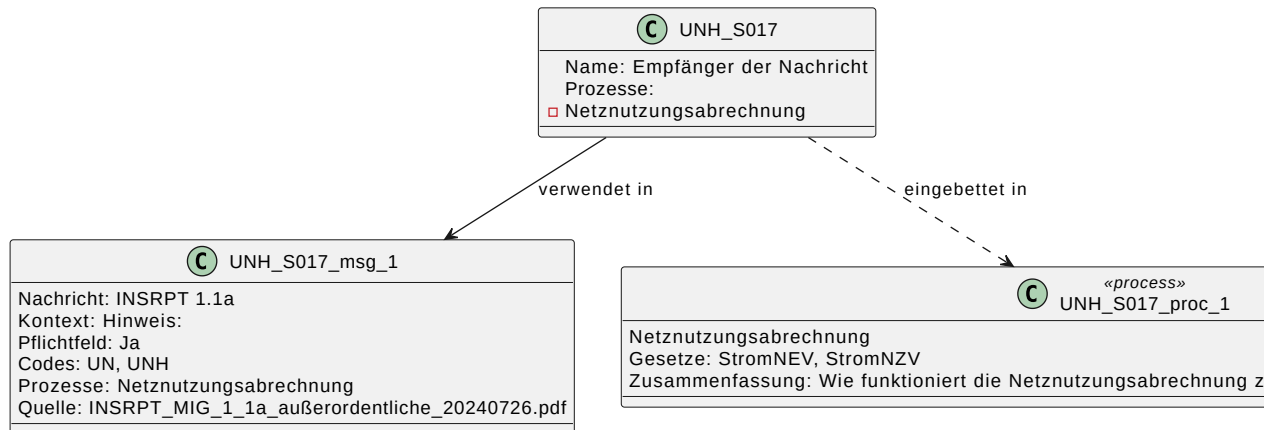 C UNH_S017
Name: Empfänger der Nachricht
Prozesse:
Netznutzungsabrechnung
verwendet in
eingebettet in
C UNH_S017_msg_1
Nachricht: INSRPT 1.1a
Kontext: Hinweis:
Pflichtfeld: Ja
Codes: UN, UNH
Prozesse: Netznutzungsabrechnung
Quelle: INSRPT_MIG_1_1a_außerordentliche_20240726.pdf
«process»
C UNH_S017_proc_1
Netznutzungsabrechnung
Gesetze: StromNEV, StromNZV
Zusammenfassung: Wie funktioniert die Netznutzungsabrechnung z